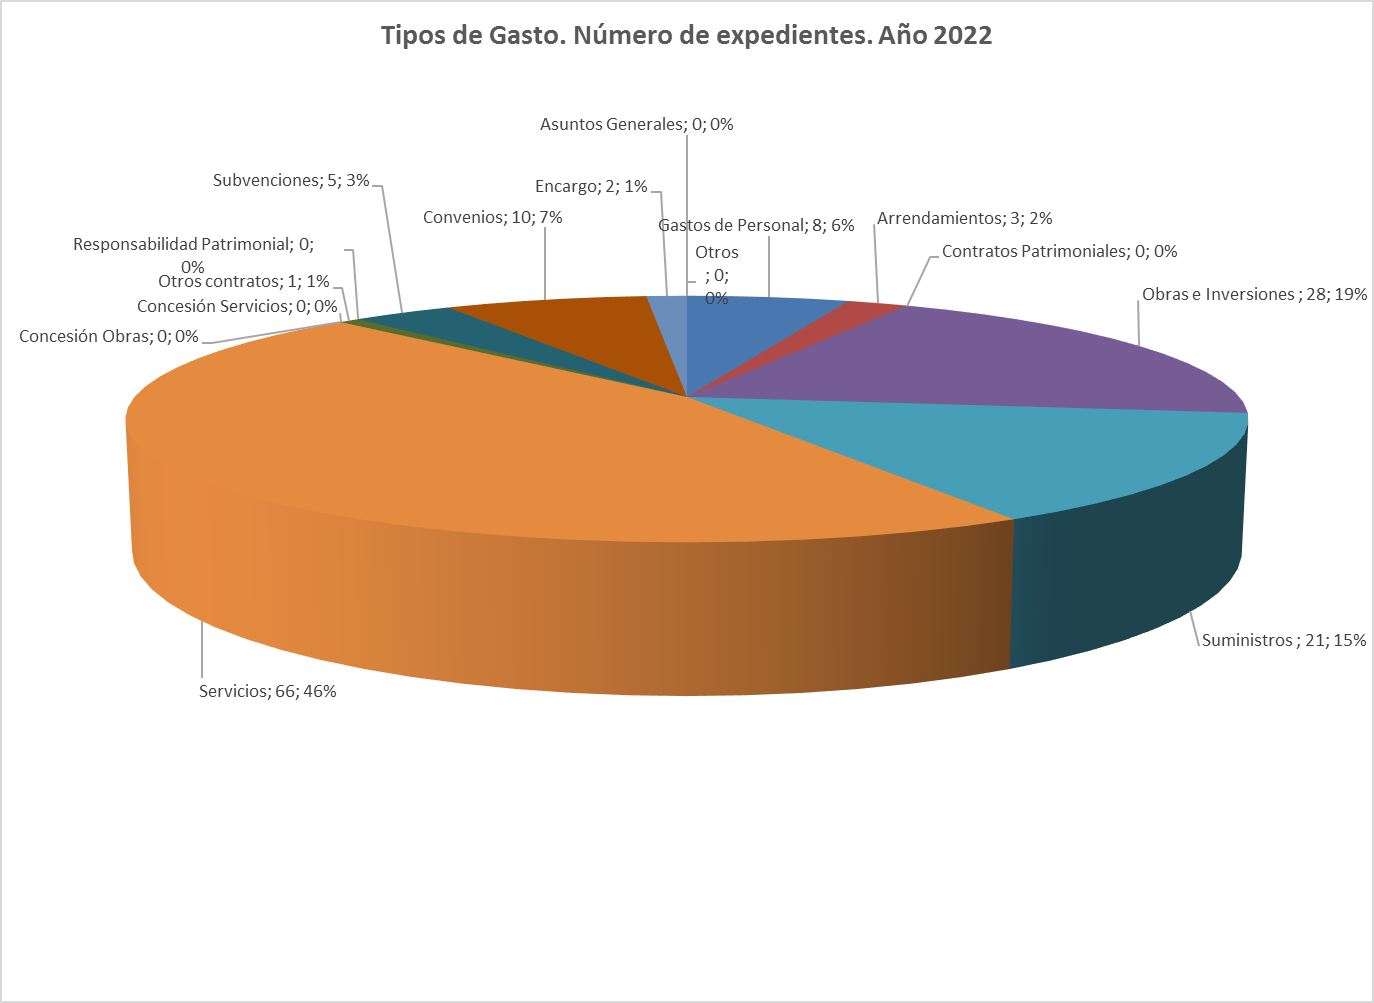 Tipos de Gasto. Número de expedientes. Año 2022
Asuntos Generales; 0; 0%
Subvenciones; 5; 3%
Encargo; 2; 1%
Convenios; 10; 7%
Gastos de Personal; 8; 6%
Arrendamientos; 3; 2%
Responsabilidad Patrimonial; 0;
0%
Otros
; 0;
0%
Contratos Patrimoniales; 0; 0%
Otros contratos; 1; 1%
Obras e Inversiones ; 28; 19%
Concesión Servicios; 0; 0%
Concesión Obras; 0; 0%
Suministros ; 21; 15%
Servicios; 66; 46%